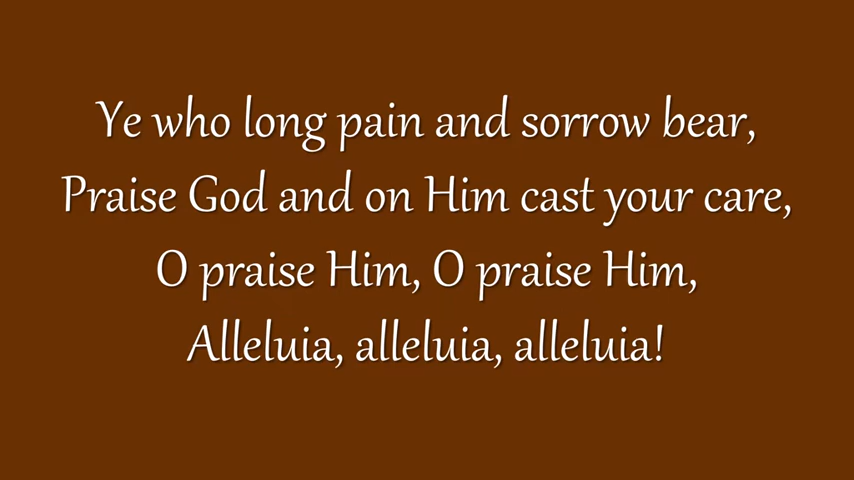 Ye who long pain and sorrow bear,
Praise God and on Him cast your care,
O praise Him, O praise Him,
Alleluia, alleluia, alleluia!